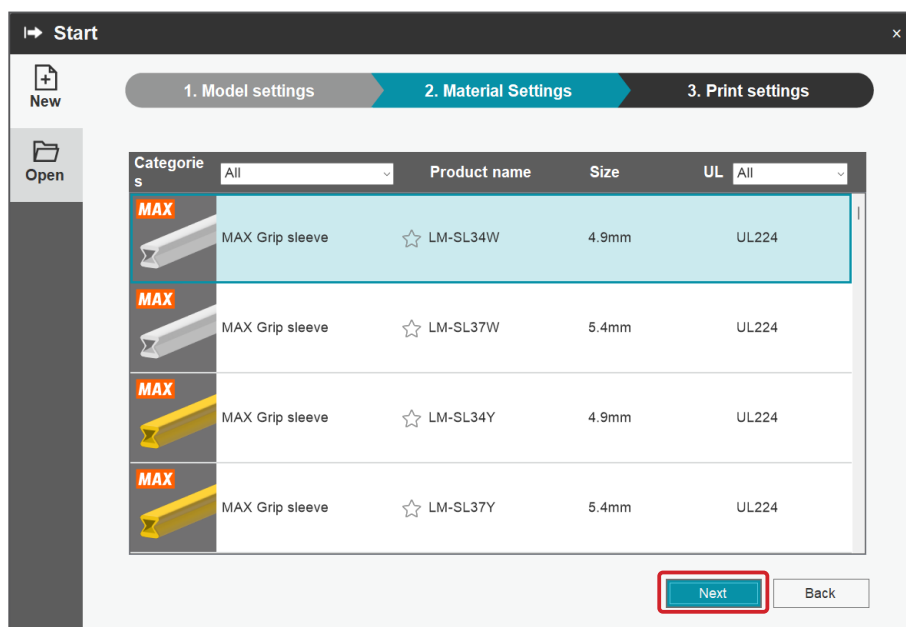 Start
×
New
Open
1. Model settings
2. Material Settings
3. Print settings
Categorie
s
All
Product name
Size
UL
All
MAX
MAX Grip sleeve
LM-SL34W
4.9mm
UL224
MAX
MAX Grip sleeve
LM-SL37W
5.4mm
UL224
MAX
MAX Grip sleeve
LM-SL34Y
4.9mm
UL224
MAX
MAX Grip sleeve
LM-SL37Y
5.4mm
UL224
Next
Back